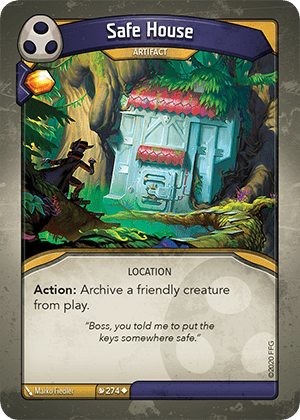 Safe House
ARTIFACT
LOCATION
Action: Archive a friendly creature
from play.
"Boss, you told me to put the
keys somewhere safe."
©2020 FFG
Marko Fiedler
274